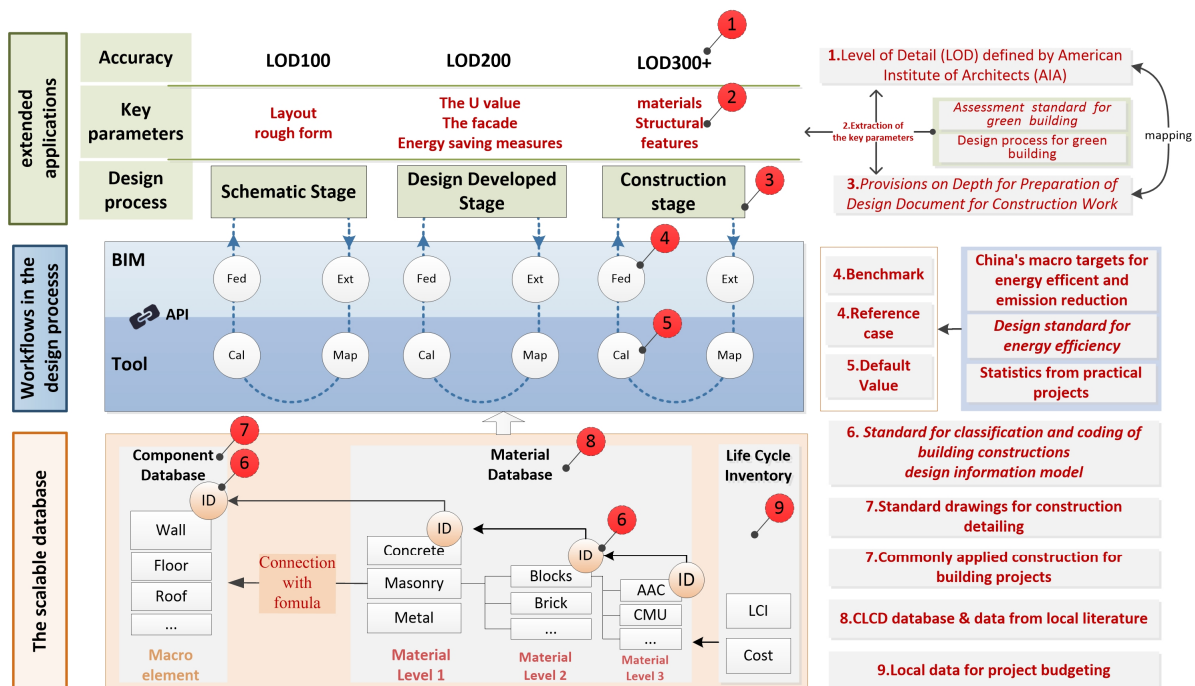 extended
applications
Accuracy
LOD100
LOD200
LOD300+
1
Key
parameters
Layout
rough form
The U value
The facade
Energy saving measures
materials
Structural
features
2
Design
process
Schematic Stage
Design Developed
Stage
Construction
stage
3
1.Level of Detail (LOD) defined by American
Institute of Architects (AIA)
2.Extraction of
the key parameters
Assessment standard for
green building
Design process for green
building
mapping
3.Provisions on Depth for Preparation of
Design Document for Construction Work
Workflows in the
design processs
BIM
Fed
Ext
Fed
Ext
Fed
4
Ext
API
Tool
Cal
Map
Cal
Map
Cal
5
Map
4.Benchmark
4.Reference
case
5.Default
Value
China's macro targets for
energy efficent and
emission reduction
Design standard for
energy efficiency
Statistics from practical
projects
The scalable database
Component
Database
7
6
ID
Wall
Floor
Roof
...
Macro
element
Connection
with
fomula
Material
Database
8
ID
Concrete
Masonry
Metal
Material
Level 1
6
ID
Blocks
Brick
...
Material
Level 2
ID
AAC
CMU
...
Material
Level 3
Life Cycle
Inventory
9
LCI
Cost
6. Standard for classification and coding of
building constructions
design information model
7.Standard drawings for construction
detailing
7.Commonly applied construction for
building projects
8.CLCD database & data from local literature
9.Local data for project budgeting